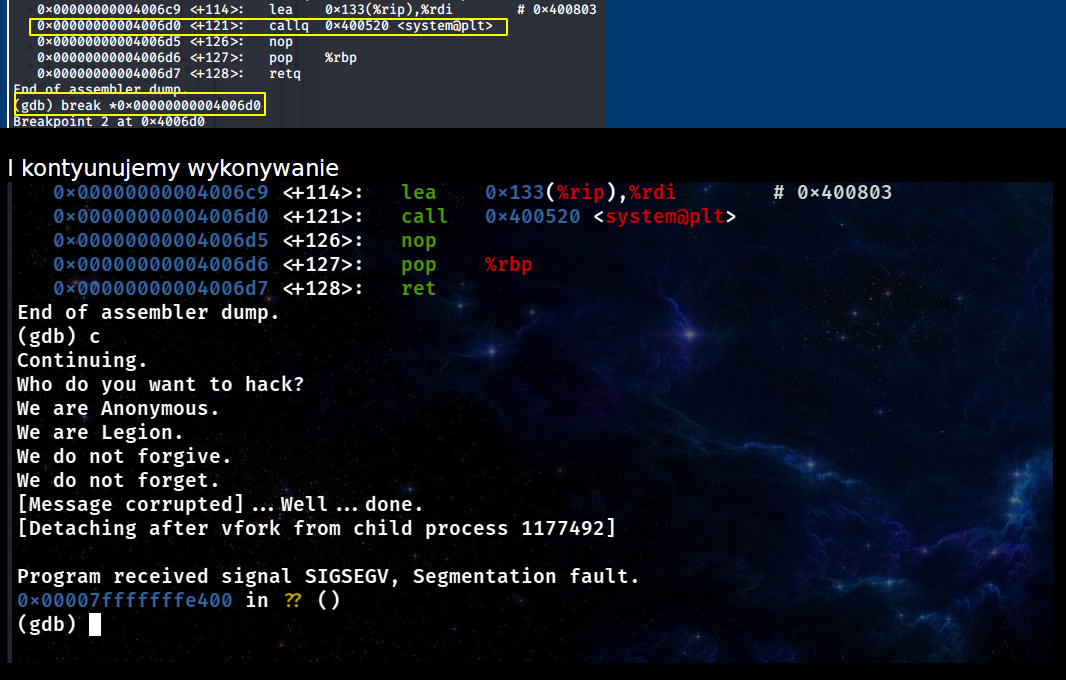 0×00000000004006c9 <+114>: lea 0×133(%rip),%rdi # 0×400803
0×00000000004006d0 <+121>: callq 0×400520 <system@plt>
0×00000000004006d5 <+126>: nop
0×00000000004006d6 <+127>: pop %rbp
0×00000000004006d7 <+128>: retq
End of assembler dump.
(gdb) break *0×00000000004006d0
Breakpoint 2 at 0×4006d0
I kontyunujemy wykonywanie
0×00000000004006c9 <+114>: lea 0×133(%rip),%rdi # 0×400803
0×00000000004006d0 <+121>: call 0×400520 <system@plt>
0×00000000004006d5 <+126>: nop
0×00000000004006d6 <+127>: pop %rbp
0×00000000004006d7 <+128>: ret
End of assembler dump.
(gdb) c
Continuing.
Who do you want to hack?
We are Anonymous.
We are Legion.
We do not forgive.
We do not forget.
[Message corrupted]...Well...done.
[Detaching after vfork from child process 1177492]
Program received signal SIGSEGV, Segmentation fault.
0×00007fffffffe400 in ?? ()
(gdb)